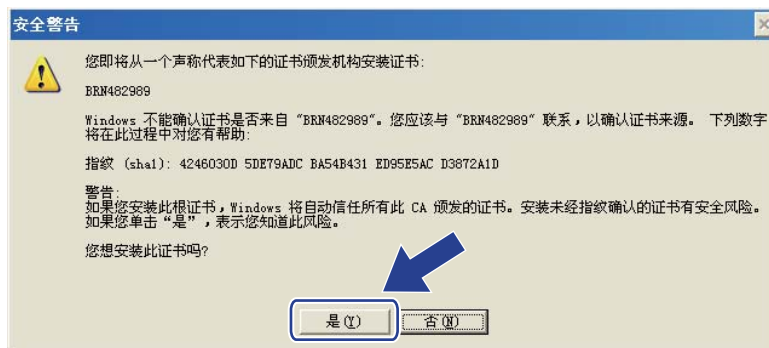 安全警告
您即将从一个声称代表如下的证书颁发机构安装证书:
BRN482989
Windows 不能确认证书是否来自 “BRN482989”。您应该与 “BRN482989” 联系，以确认证书来源。 下列数字
将在此过程中对您有帮助:
指纹 (sha1): 4246030D 5DE79ADC BA54B431 ED95E5AC D3872A1D
警告:
如果您安装此根证书，Windows 将自动信任所有此 CA 颁发的证书。安装未经指纹确认的证书有安全风险。
如果您单击“是”，表示您知道此风险。
您想安装此证书吗?
是(Y) 否(N)